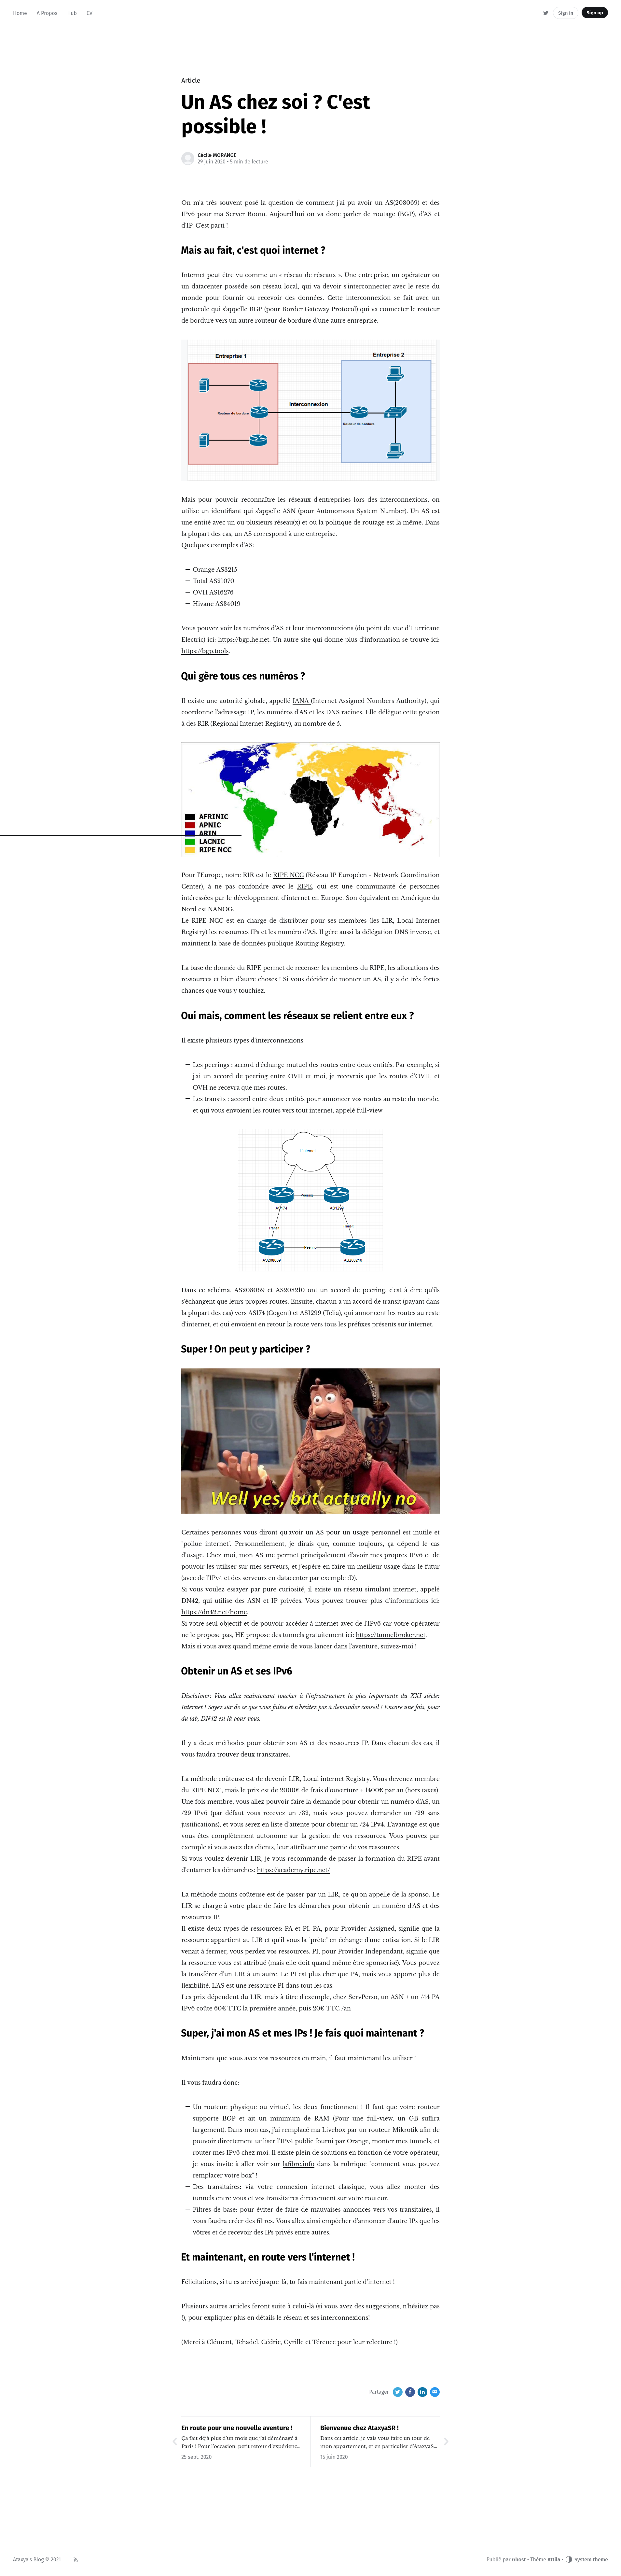 Home A Propos Hub CV Sign in Sign up
Article
Un AS chez soi ? C'est
possible !
Cécile MORANGE
29 juin 2020 • 5 min de lecture
On m'a très souvent posé la question de comment j'ai pu avoir un AS(208069) et des
IPv6 pour ma Server Room. Aujourd'hui on va donc parler de routage (BGP), d'AS et
d'IP. C'est parti !
Mais au fait, c'est quoi internet ?
Internet peut être vu comme un « réseau de réseaux ». Une entreprise, un opérateur ou
un datacenter possède son réseau local, qui va devoir s'interconnecter avec le reste du
monde pour fournir ou recevoir des données. Cette interconnexion se fait avec un
protocole qui s'appelle BGP (pour Border Gateway Protocol) qui va connecter le routeur
de bordure vers un autre routeur de bordure d'une autre entreprise.
Entreprise 1
Entreprise 2
Interconnexion
Routeur de bordure
Routeur de bordure
Mais pour pouvoir reconnaitre les réseaux d'entreprises lors des interconnexions, on
utilise un identifiant qui s'appelle ASN (pour Autonomous System Number). Un AS est
une entité avec un ou plusieurs réseau(x) et où la politique de routage est la même. Dans
la plupart des cas, un AS correspond à une entreprise.
Quelques exemples d'AS:
— Orange AS3215
— Total AS21070
— OVH AS16276
— Hivane AS34019
Vous pouvez voir les numéros d'AS et leur interconnexions (du point de vue d'Hurricane
Electric) ici: https://bgp.he.net. Un autre site qui donne plus d'information se trouve ici:
https://bgp.tools.
Qui gère tous ces numéros ?
Il existe une autorité globale, appellé IANA (Internet Assigned Numbers Authority), qui
coordonne l'adressage IP, les numéros d'AS et les DNS racines. Elle délègue cette gestion
à des RIR (Regional Internet Registry), au nombre de 5.
AFRINIC
APNIC
ARIN
LACNIC
RIPE NCC
Pour l'Europe, notre RIR est le RIPE NCC (Réseau IP Européen - Network Coordination
Center), à ne pas confondre avec le RIPE, qui est une communauté de personnes
intéressées par le développement d'internet en Europe. Son équivalent en Amérique du
Nord est NANOG.
Le RIPE NCC est en charge de distribuer pour ses membres (les LIR, Local Internet
Registry) les ressources IPs et les numéro d'AS. Il gère aussi la délégation DNS inverse, et
maintient la base de données publique Routing Registry.
La base de donnée du RIPE permet de recenser les membres du RIPE, les allocations des
ressources et bien d'autre choses ! Si vous décider de monter un AS, il y a de très fortes
chances que vous y touchiez.
Oui mais, comment les réseaux se relient entre eux ?
Il existe plusieurs types d'interconnexions:
— Les peerings : accord d'échange mutuel des routes entre deux entités. Par exemple, si
j'ai un accord de peering entre OVH et moi, je recevrais que les routes d'OVH, et
OVH ne recevra que mes routes.
— Les transits : accord entre deux entités pour annoncer vos routes au reste du monde,
et qui vous envoient les routes vers tout internet, appelé full-view
L'internet
Peering
AS174 AS1299
Transit Transit
Peering
AS208069 AS208210
Dans ce schéma, AS208069 et AS208210 ont un accord de peering, c'est à dire qu'ils
s'échangent que leurs propres routes. Ensuite, chacun a un accord de transit (payant dans
la plupart des cas) vers AS174 (Cogent) et AS1299 (Telia), qui annoncent les routes au reste
d'internet, et qui envoient en retour la route vers tous les préfixes présents sur internet.
Super ! On peut y participer ?
Well yes, but actually no
Certaines personnes vous diront qu'avoir un AS pour un usage personnel est inutile et
"pollue internet". Personnellement, je dirais que, comme toujours, ça dépend le cas
d'usage. Chez moi, mon AS me permet principalement d'avoir mes propres IPv6 et de
pouvoir les utiliser sur mes serveurs, et j'espère en faire un meilleur usage dans le futur
(avec de l'IPv4 et des serveurs en datacenter par exemple :D).
Si vous voulez essayer par pure curiosité, il existe un réseau simulant internet, appelé
DN42, qui utilise des ASN et IP privées. Vous pouvez trouver plus d'informations ici:
https://dn42.net/home.
Si votre seul objectif et de pouvoir accéder à internet avec de l'IPv6 car votre opérateur
ne le propose pas, HE propose des tunnels gratuitement ici: https://tunnelbroker.net.
Mais si vous avez quand même envie de vous lancer dans l'aventure, suivez-moi !
Obtenir un AS et ses IPv6
Disclaimer: Vous allez maintenant toucher à l'infrastructure la plus importante du XXI siècle:
Internet ! Soyez sûr de ce que vous faites et n'hésitez pas à demander conseil ! Encore une fois, pour
du lab, DN42 est là pour vous.
Il y a deux méthodes pour obtenir son AS et des ressources IP. Dans chacun des cas, il
vous faudra trouver deux transitaires.
La méthode coûteuse est de devenir LIR, Local internet Registry. Vous devenez membre
du RIPE NCC, mais le prix est de 2000€ de frais d'ouverture + 1400€ par an (hors taxes).
Une fois membre, vous allez pouvoir faire la demande pour obtenir un numéro d'AS, un
/29 IPv6 (par défaut vous recevez un /32, mais vous pouvez demander un /29 sans
justifications), et vous serez en liste d'attente pour obtenir un /24 IPv4. L'avantage est que
vous êtes complètement autonome sur la gestion de vos ressources. Vous pouvez par
exemple si vous avez des clients, leur attribuer une partie de vos ressources.
Si vous voulez devenir LIR, je vous recommande de passer la formation du RIPE avant
d'entamer les démarches: https://academy.ripe.net/
La méthode moins coûteuse est de passer par un LIR, ce qu'on appelle de la sponso. Le
LIR se charge à votre place de faire les démarches pour obtenir un numéro d'AS et des
ressources IP.
Il existe deux types de ressources: PA et PI. PA, pour Provider Assigned, signifie que la
ressource appartient au LIR et qu'il vous la "prête" en échange d'une cotisation. Si le LIR
venait à fermer, vous perdez vos ressources. PI, pour Provider Independant, signifie que
la ressource vous est attribué (mais elle doit quand même être sponsorisé). Vous pouvez
la transférer d'un LIR à un autre. Le PI est plus cher que PA, mais vous apporte plus de
flexibilité. L'AS est une ressource PI dans tout les cas.
Les prix dépendent du LIR, mais à titre d'exemple, chez ServPerso, un ASN + un /44 PA
IPv6 coûte 60€ TTC la première année, puis 20€ TTC /an
Super, j'ai mon AS et mes IPs ! Je fais quoi maintenant ?
Maintenant que vous avez vos ressources en main, il faut maintenant les utiliser !
Il vous faudra donc:
— Un routeur: physique ou virtuel, les deux fonctionnent ! Il faut que votre routeur
supporte BGP et ait un minimum de RAM (Pour une full-view, un GB suffira
largement). Dans mon cas, j'ai remplacé ma Livebox par un routeur Mikrotik afin de
pouvoir directement utiliser l'IPv4 public fourni par Orange, monter mes tunnels, et
router mes IPv6 chez moi. Il existe plein de solutions en fonction de votre opérateur,
je vous invite à aller voir sur lafibre.info dans la rubrique "comment vous pouvez
remplacer votre box" !
— Des transitaires: via votre connexion internet classique, vous allez monter des
tunnels entre vous et vos transitaires directement sur votre routeur.
— Filtres de base: pour éviter de faire de mauvaises annonces vers vos transitaires, il
vous faudra créer des filtres. Vous allez ainsi empêcher d'annoncer d'autre IPs que les
vôtres et de recevoir des IPs privés entre autres.
Et maintenant, en route vers l'internet !
Félicitations, si tu es arrivé jusque-là, tu fais maintenant partie d'internet !
Plusieurs autres articles feront suite à celui-là (si vous avez des suggestions, n'hésitez pas
!), pour expliquer plus en détails le réseau et ses interconnexions!
(Merci à Clément, Tchadel, Cédric, Cyrille et Térence pour leur relecture !)
Partager
En route pour une nouvelle aventure !
Ça fait déjà plus d'un mois que j'ai déménagé à
Paris ! Pour l'occasion, petit retour d'expérienc...
25 sept. 2020
Bienvenue chez AtaxyaSR !
Dans cet article, je vais vous faire un tour de
mon appartement, et en particulier d'AtaxyaS...
15 juin 2020
Ataxya's Blog © 2021
Publié par Ghost • Thème Attila • System theme